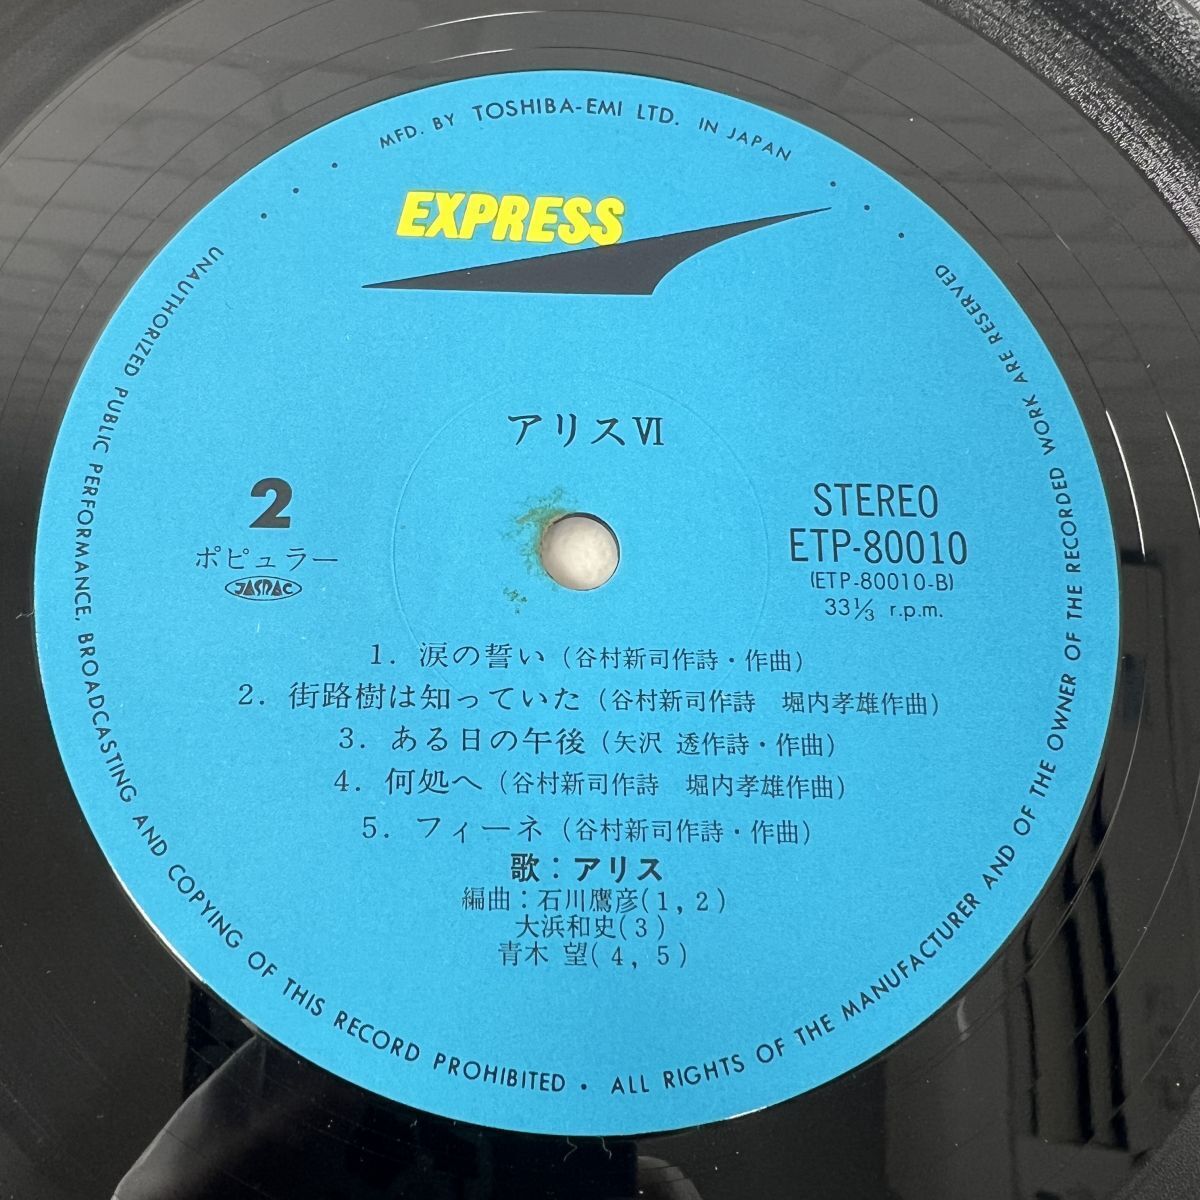 MFD. BY TOSHIBA-EMI LTD. IN JAPAN
EXPRESS
アリスⅥ
2
ポピュラー
JASRAC
STEREO
ETP-80010
(ETP-80010-B)
33⅓ r.p.m.
1. 涙の誓い (谷村新司作詩・作曲)
2. 街路樹は知っていた (谷村新司作詩 堀内孝雄作曲)
3. ある日の午後 (矢沢 透作詩・作曲)
4. 何処へ (谷村新司作詩 堀内孝雄作曲)
5. フィーネ (谷村新司作詩・作曲)
歌：アリス
編曲：石川鷹彦(1, 2)
大浜和史(3)
青木 望(4, 5)
UNAUTHORIZED PUBLIC PERFORMANCE, BROADCASTING AND COPYING OF THIS RECORD PROHIBITED • ALL RIGHTS OF THE MANUFACTURER AND OF THE OWNER OF THE RECORDED WORK ARE RESERVED